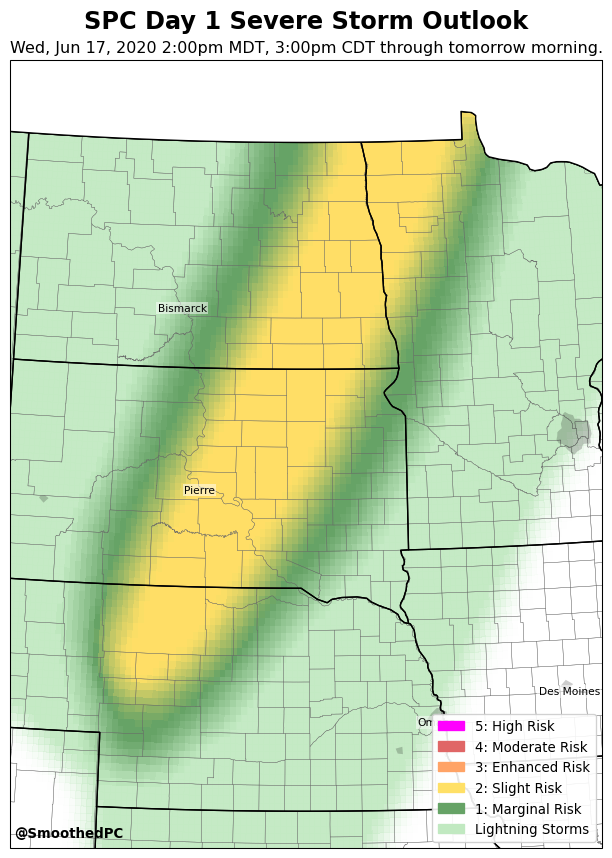 SPC Day 1 Severe Storm Outlook
Wed, Jun 17, 2020 2:00pm MDT, 3:00pm CDT through tomorrow morning.
Bismarck
Pierre
Des Moines
Om
5: High Risk
4: Moderate Risk
3: Enhanced Risk
2: Slight Risk
1: Marginal Risk
Lightning Storms
@SmoothedPC